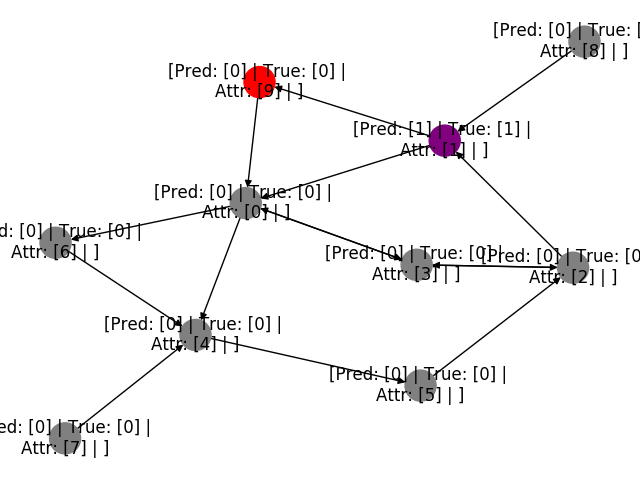 [Pred: [0] | True: [
Attr: [8] | ]
[Pred: [0] | True: [0] |
Attr: [9] | ]
[Pred: [1] | True: [1] |
Attr: [1] | ]
[Pred: [0] | True: [0] |
Attr: [0] | ]
ed: [0] | True: [0] |
Attr: [6] | ]
[Pred: [0] | True: [0] |
Attr: [3] | ]
[Pred: [0] | True: [0
Attr: [2] | ]
[Pred: [0] | True: [0] |
Attr: [4] | ]
[Pred: [0] | True: [0] |
Attr: [5] | ]
ed: [0] | True: [0] |
Attr: [7] | ]